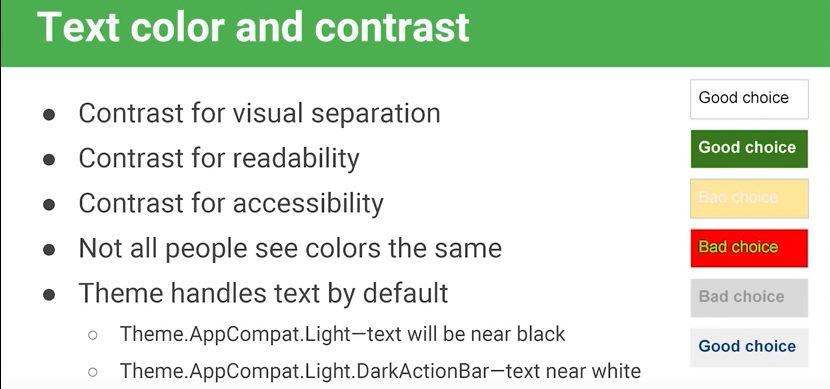 Text color and contrast
● Contrast for visual separation
● Contrast for readability
● Contrast for accessibility
● Not all people see colors the same
● Theme handles text by default
○ Theme.AppCompat.Light—text will be near black
○ Theme.AppCompat.Light.DarkActionBar—text near white
Good choice
Good choice
Bad choice
Bad choice
Bad choice
Good choice